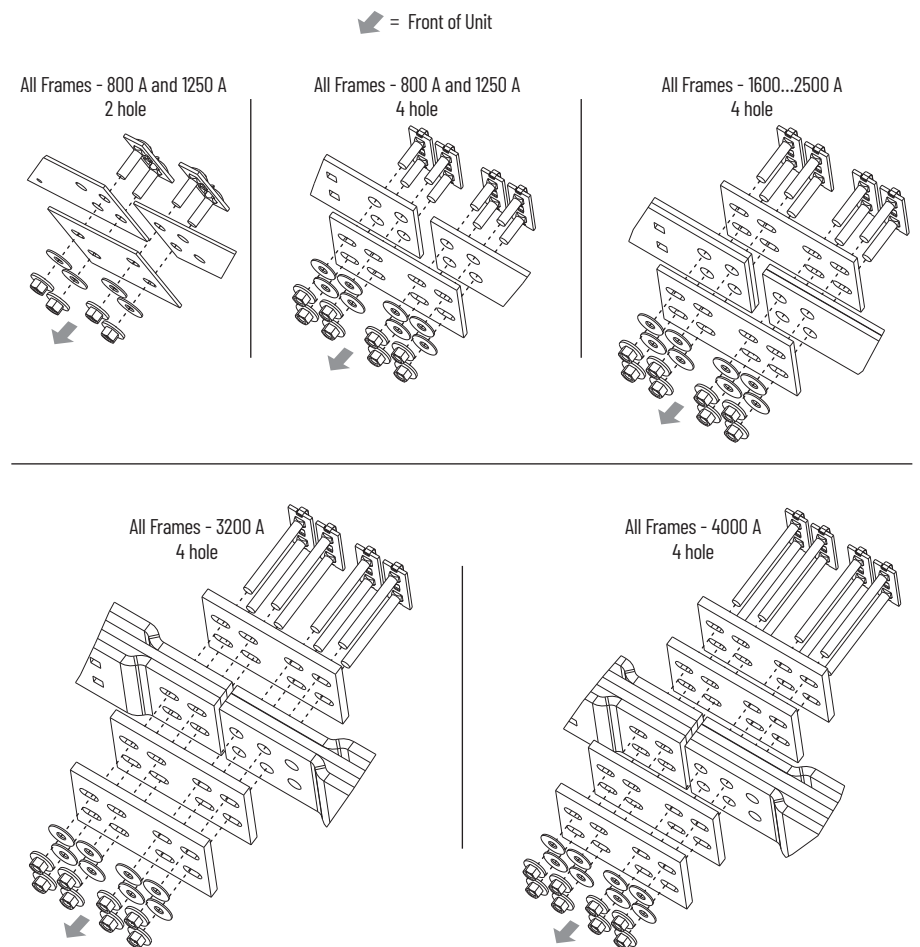 = Front of Unit
All Frames - 800 A and 1250 A
2 hole
All Frames - 800 A and 1250 A
4 hole
All Frames - 1600...2500 A
4 hole
All Frames - 3200 A
4 hole
All Frames - 4000 A
4 hole